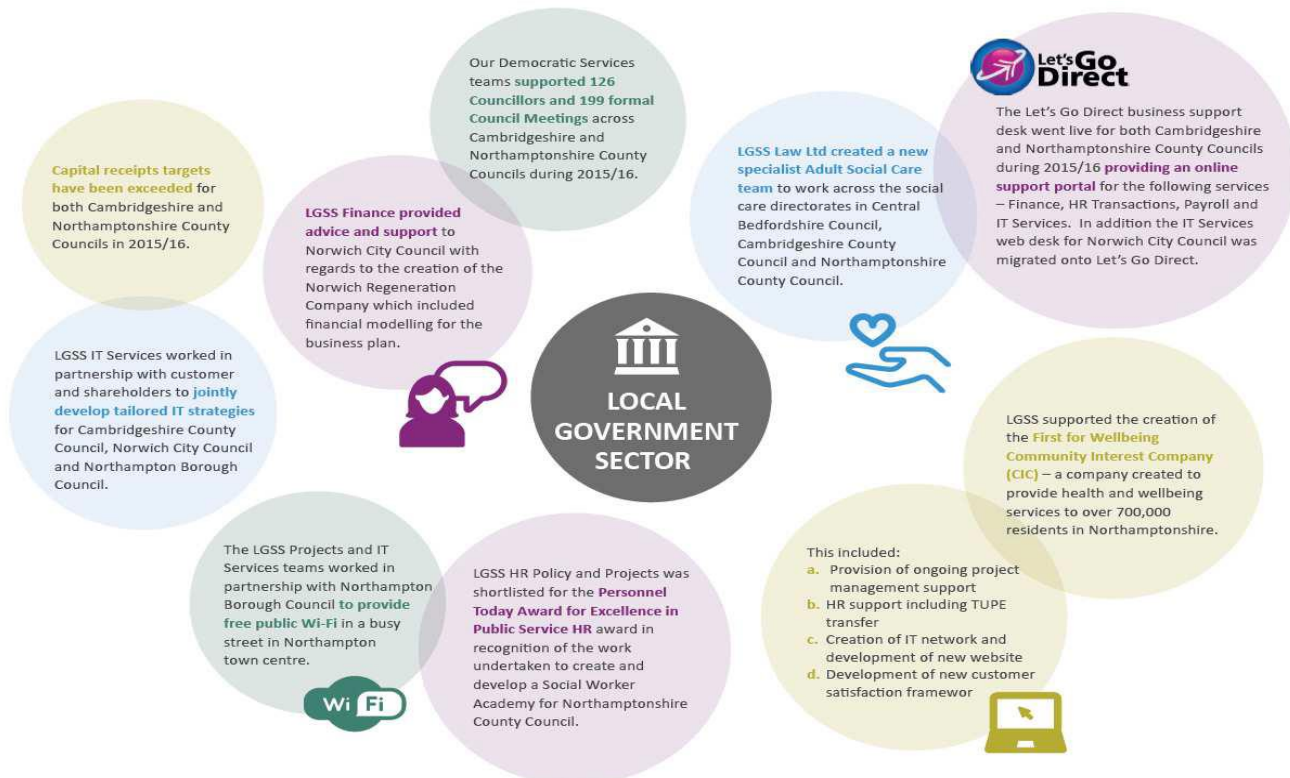 Capital receipts targets
have been exceeded for
both Cambridgeshire and
Northamptonshire County
Councils in 2015/16.
LGSS Finance provided
advice and support to
Norwich City Council with
regards to the creation of the
Norwich Regeneration
Company which included
financial modelling for the
business plan.
Our Democratic Services
teams supported 126
Councillors and 199 formal
Council Meetings across
Cambridgeshire and
Northamptonshire County
Councils during 2015/16.
LGSS Law Ltd created a new
specialist Adult Social Care
team to work across the social
care directorates in Central
Bedfordshire Council,
Cambridgeshire County
Council and Northamptonshire
County Council.
Let's Go
Direct
The Let's Go Direct business support
desk went live for both Cambridgeshire
and Northamptonshire County Councils
during 2015/16 providing an online
support portal for the following services
– Finance, HR Transactions, Payroll and
IT Services. In addition the IT Services
web desk for Norwich City Council was
migrated onto Let's Go Direct.
LGSS IT Services worked in
partnership with customer
and shareholders to jointly
develop tailored IT strategies
for Cambridgeshire County
Council, Norwich City Council
and Northampton Borough
Council.
LOCAL
GOVERNMENT
SECTOR
LGSS supported the creation of
the First for Wellbeing
Community Interest Company
(CIC) – a company created to
provide health and wellbeing
services to over 700,000
residents in Northamptonshire.
The LGSS Projects and IT
Services teams worked in
partnership with Northampton
Borough Council to provide
free public Wi-Fi in a busy
street in Northampton
town centre.
Wi Fi
LGSS HR Policy and Projects was
shortlisted for the Personnel
Today Award for Excellence in
Public Service HR award in
recognition of the work
undertaken to create and
develop a Social Worker
Academy for Northamptonshire
County Council.
This included:
a. Provision of ongoing project
management support
b. HR support including TUPE
transfer
c. Creation of IT network and
development of new website
d. Development of new customer
satisfaction framewor